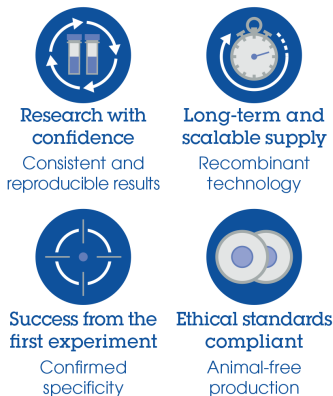 Research with
confidence
Consistent and
reproducible results
Long-term and
scalable supply
Recombinant
technology
Success from the
first experiment
Confirmed
specificity
Ethical standards
compliant
Animal-free
production